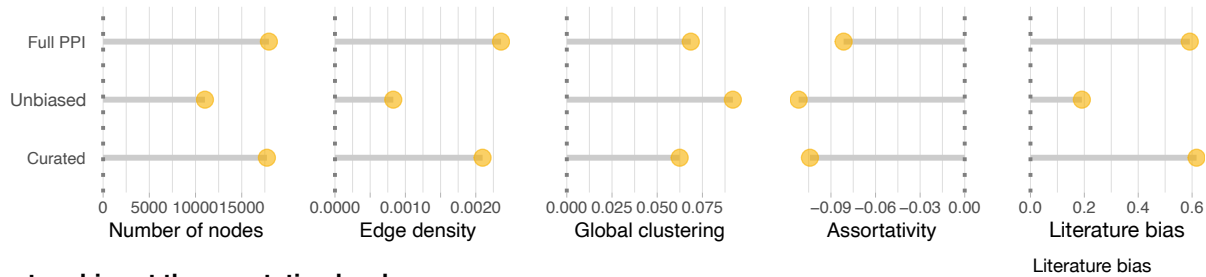 Full PPI
Unbiased
Curated
0 5000 10000 15000
0.0000 0.0010 0.0020
0.000 0.025 0.050 0.075
−0.09 −0.06 −0.03 0.00
0.0 0.2 0.4 0.6
Number of nodes
Edge density
Global clustering
Assortativity
Literature bias
Literature bias